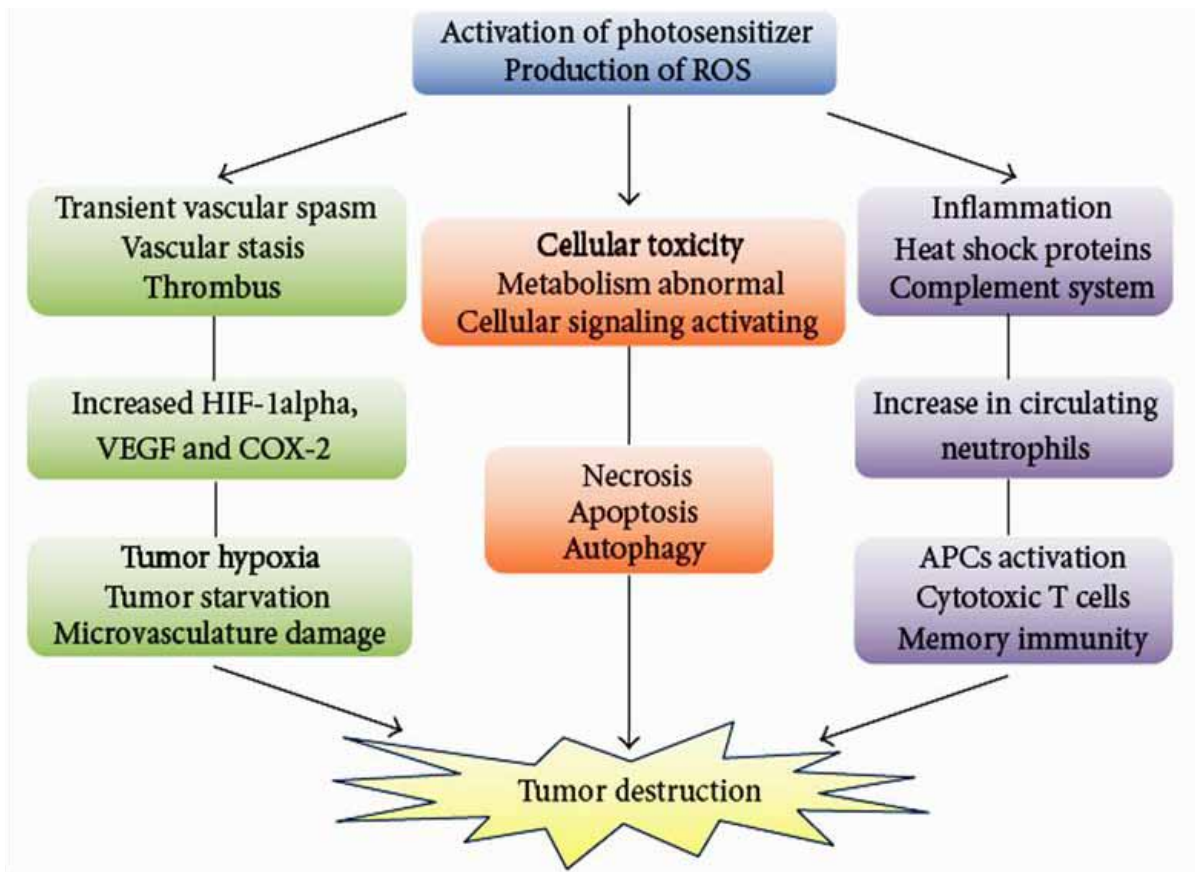 Activation of photosensitizer
Production of ROS
Transient vascular spasm
Vascular stasis
Thrombus
Increased HIF-1alpha,
VEGF and COX-2
Tumor hypoxia
Tumor starvation
Microvasculature damage
Cellular toxicity
Metabolism abnormal
Cellular signaling activating
Necrosis
Apoptosis
Autophagy
Inflammation
Heat shock proteins
Complement system
Increase in circulating
neutrophils
APCs activation
Cytotoxic T cells
Memory immunity
Tumor destruction